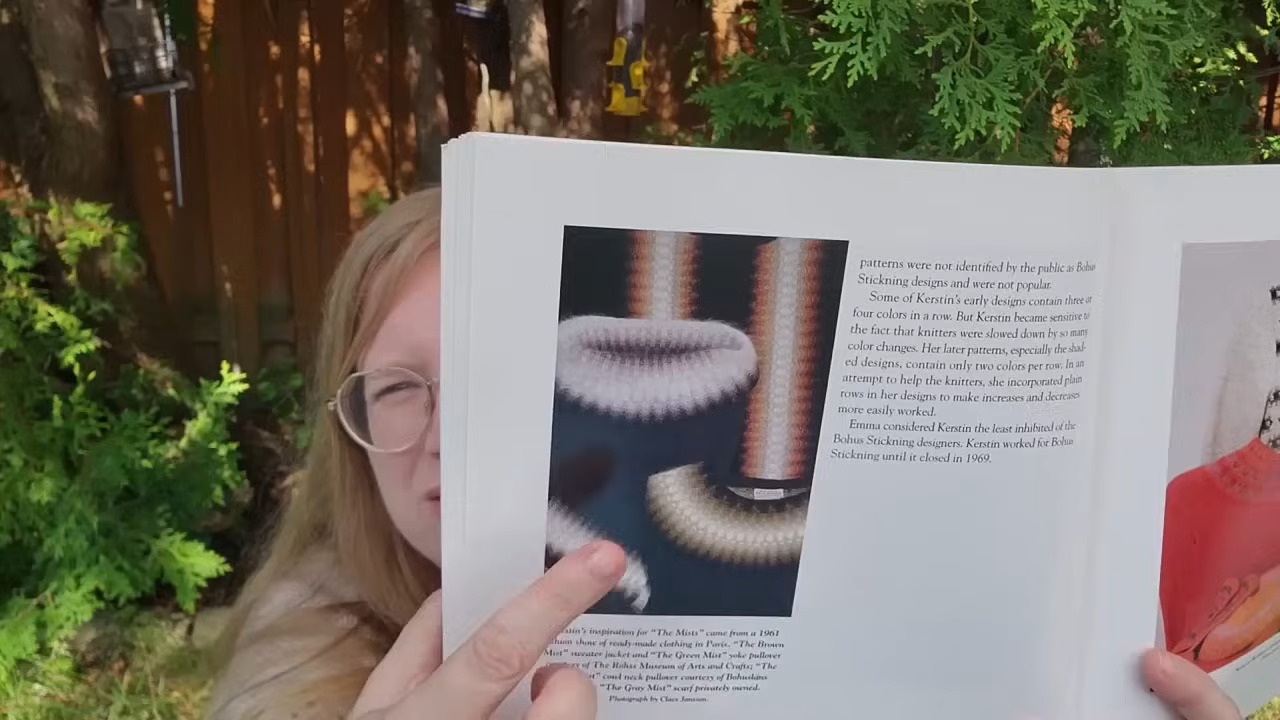 patterns were not identified by the public as Bohus
Stickning designs and were not popular.
Some of Kerstin's early designs contain three or
four colors in a row. But Kerstin became sensitive to
the fact that knitters were slowed down by so many
color changes. Her later patterns, especially the shad-
ed designs, contain only two colors per row. In an
attempt to help the knitters, she incorporated plain
rows in her designs to make increases and decreases
more easily worked.
Emma considered Kerstin the least inhibited of the
Bohus Stickning designers. Kerstin worked for Bohus
Stickning until it closed in 1969.
inspiration for "The Mists" came from a 1961
show of ready-made clothing in Paris. "The Brown
Mist" sweater jacket and "The Green Mist" yoke pullover
of The Bohus Museum of Arts and Crafts; "The
cowl neck pullover courtesy of Bohusläns
"The Gray Mist" scarf privately owned.
Photograph by Claes Jansson.